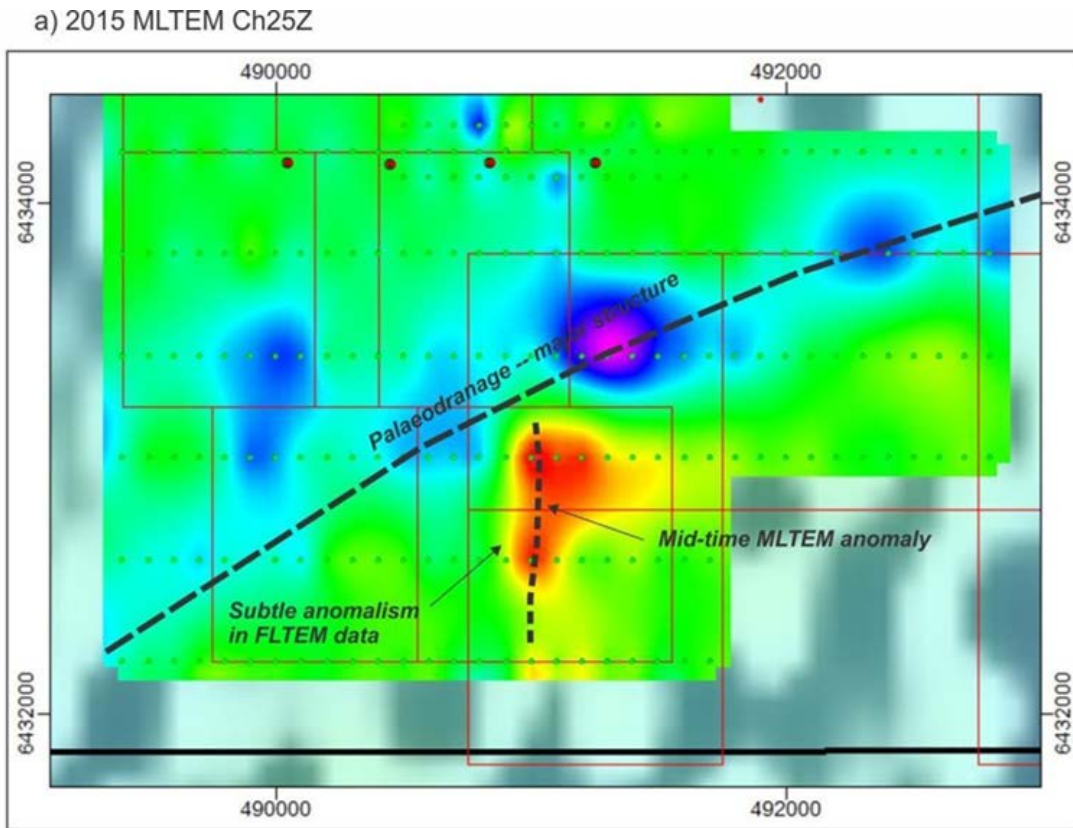 a) 2015 MLTEM Ch25Z
490000
492000
6434000
6434000
Palaeodranage -- major structure
Mid-time MLTEM anomaly
Subtle anomalism
in FLTEM data
6432000
6432000
490000
492000